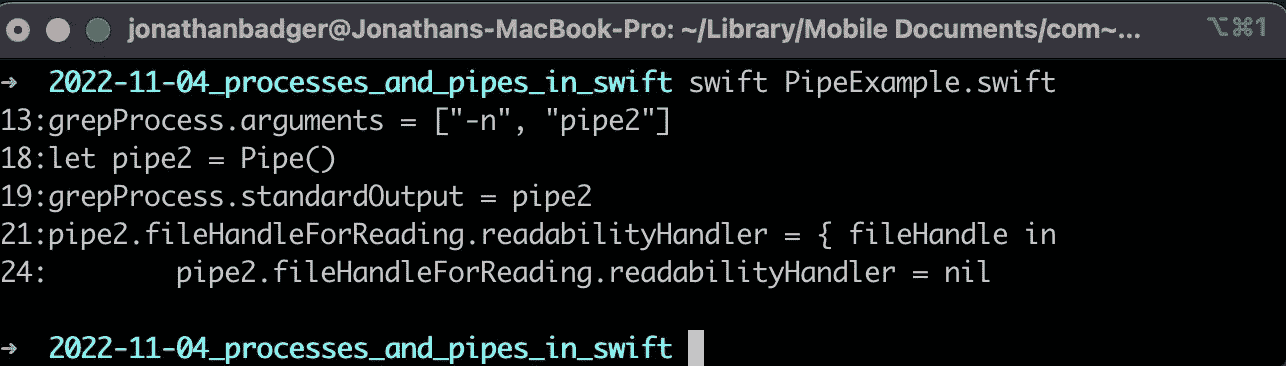 jonathanbadger@Jonathans-MacBook-Pro: ~/Library/Mobile Documents/com~... ⌥⌘1
➜ 2022-11-04_processes_and_pipes_in_swift swift PipeExample.swift
13:grepProcess.arguments = ["-n", "pipe2"]
18:let pipe2 = Pipe()
19:grepProcess.standardOutput = pipe2
21:pipe2.fileHandleForReading.readabilityHandler = { fileHandle in
24:        pipe2.fileHandleForReading.readabilityHandler = nil
➜ 2022-11-04_processes_and_pipes_in_swift